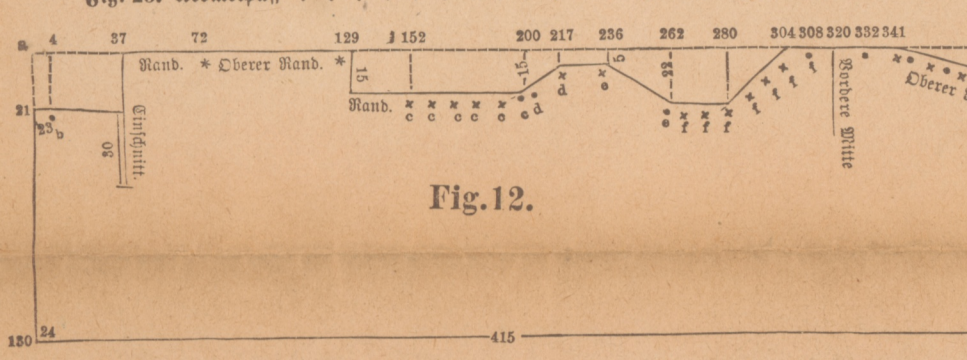 4 37 72 129 152 200 217 236 262 280 304 308 320 332 341
a
Rand. * Oberer Rand. *
15 15 5 22
Rand.
21
23 b
c c c c c d d e e f f f f f f
30
Einschnitt.
Vordere Mitte
Oberer
Fig. 12.
24
130
415